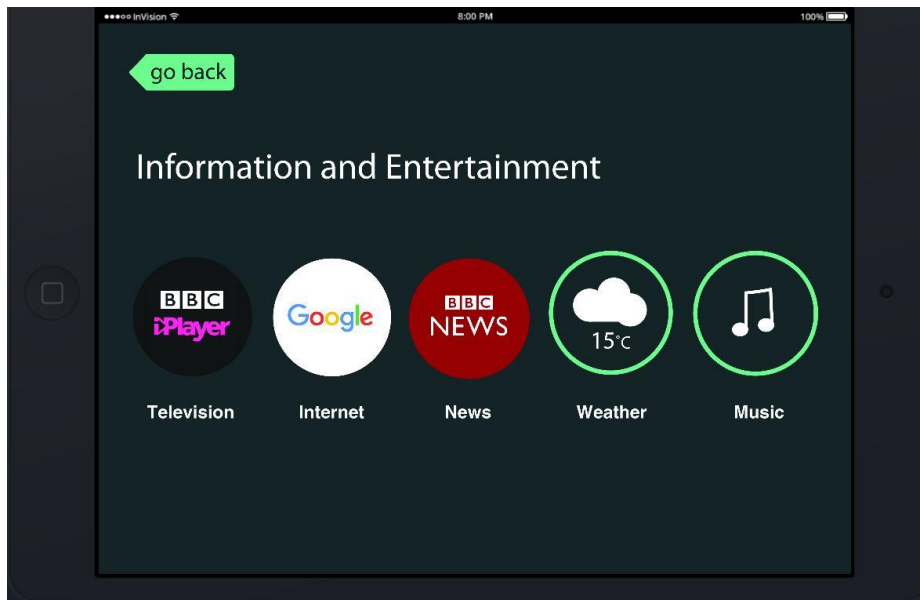 InVision 8:00 PM 100%
go back
Information and Entertainment
BBC
iPlayer
Google
BBC
NEWS
15°C
Television Internet News Weather Music